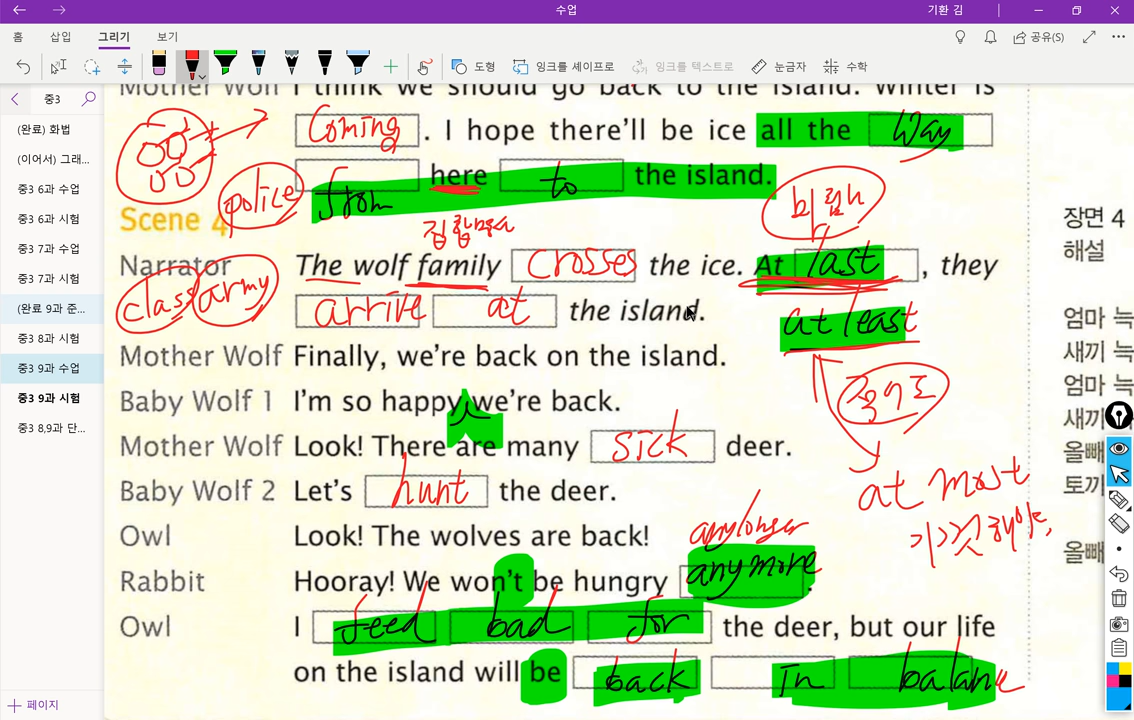 수업
기환 김
홈 삽입 그리기 보기
공유(S)
도형 잉크를 셰이프로 잉크를 텍스트로 눈금자 수학
중3
(완료) 화법
(이어서) 그래...
중3 6과 수업
중3 6과 시험
중3 7과 수업
중3 7과 시험
(완료 9과 준...
중3 8과 시험
중3 9과 수업
중3 9과 시험
중3 8,9과 단...
페이지
Mother Wolf I think we should go back to the island. Winter is
coming . I hope there'll be ice all the way
from here to the island.
police
집합명사
비로소
Scene 4
Narrator The wolf family crosses the ice. At last , they
class army
arrive at the island.
at least
Mother Wolf Finally, we're back on the island.
적어도
Baby Wolf 1 I'm so happy we're back.
Mother Wolf Look! There are many sick deer.
at most
기껏해야
Baby Wolf 2 Let's hunt the deer.
Owl Look! The wolves are back!
any longer
Rabbit Hooray! We won't be hungry anymore .
Owl I feed bad for the deer, but our life
on the island will be back in balance
장면 4
해설
엄마 늑
새끼 늑
엄마 늑
새끼 늑
올빼
토끼
올빼